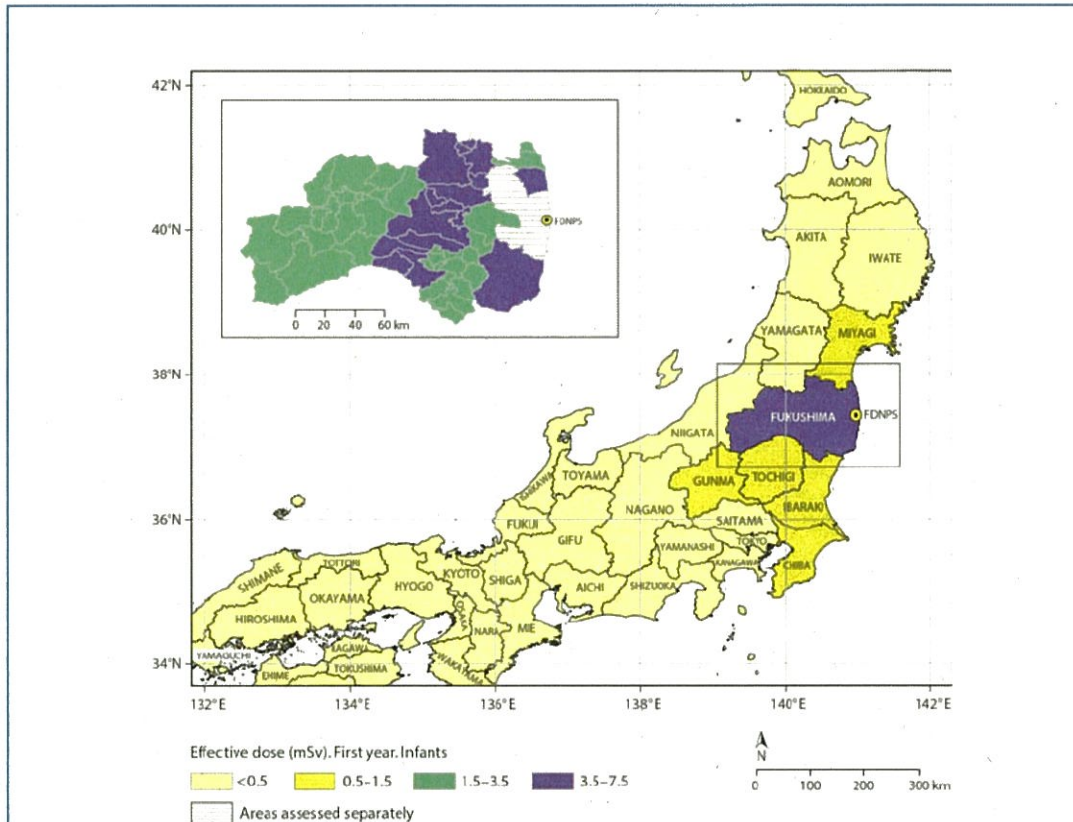 42°N
HOKKAIDO
AOMORI
FDNPS
40°N
AKITA
IWATE
0 20 40 60 km
YAMAGATA
MIYAGI
38°N
FUKUSHIMA
FDNPS
NIIGATA
TOYAMA
ISHIKAWA
GUNMA
TOCHIGI
IBARAKI
36°N
FUKUI
NAGANO
SAITAMA
GIFU
TOKYO
YAMANASHI
KANAGAWA
CHIBA
TOTTORI
KYOTO
SHIMANE
HYOGO
SHIGA
AICHI
SHIZUOKA
OKAYAMA
HIROSHIMA
OSAKA
NARA
MIE
YAMAGUCHI
KAGAWA
34°N
EHIME
TOKUSHIMA
WAKAYAMA
132°E 134°E 136°E 138°E 140°E 142°E
Effective dose (mSv). First year. Infants
N
<0.5 0.5–1.5 1.5–3.5 3.5–7.5
0 100 200 300 km
Areas assessed separately